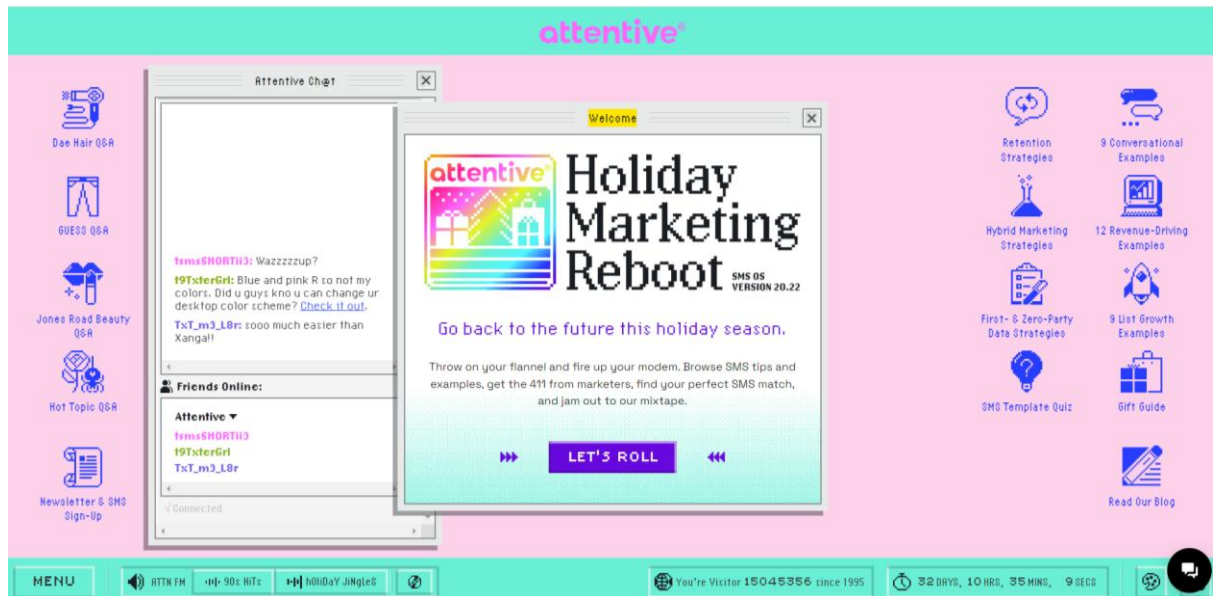 attentive®
Dae Hair Q&A
GUESS Q&A
Jones Road Beauty
Q&A
Hot Topic Q&A
Newsletter & SMS
Sign-Up
Attentive Ch@t
tsmsSHORTii3: Wazzzzzup?
t9TxterGrl: Blue and pink R so not my
colors. Did u guys kno u can change ur
desktop color scheme? Check it out.
TxT_m3_L8r: sooo much easier than
Xanga!!
Friends Online:
Attentive ▼
tsmsSHORTii3
t9TxterGrl
TxT_m3_L8r
√ Connected
Welcome
attentive®
Holiday
Marketing
Reboot
SMS OS
VERSION 20.22
Go back to the future this holiday season.
Throw on your flannel and fire up your modem. Browse SMS tips and
examples, get the 411 from marketers, find your perfect SMS match,
and jam out to our mixtape.
LET'S ROLL
Retention
Strategies
9 Conversational
Examples
Hybrid Marketing
Strategies
12 Revenue-Driving
Examples
First- & Zero-Party
Data Strategies
9 List Growth
Examples
SMS Template Quiz
Gift Guide
Read Our Blog
MENU
ATTN FM
90s HiTs
h0liDaY JiNgleS
You're Visitor 15045356 since 1995
32 DAYS, 10 HRS, 35 MINS, 9 SECS